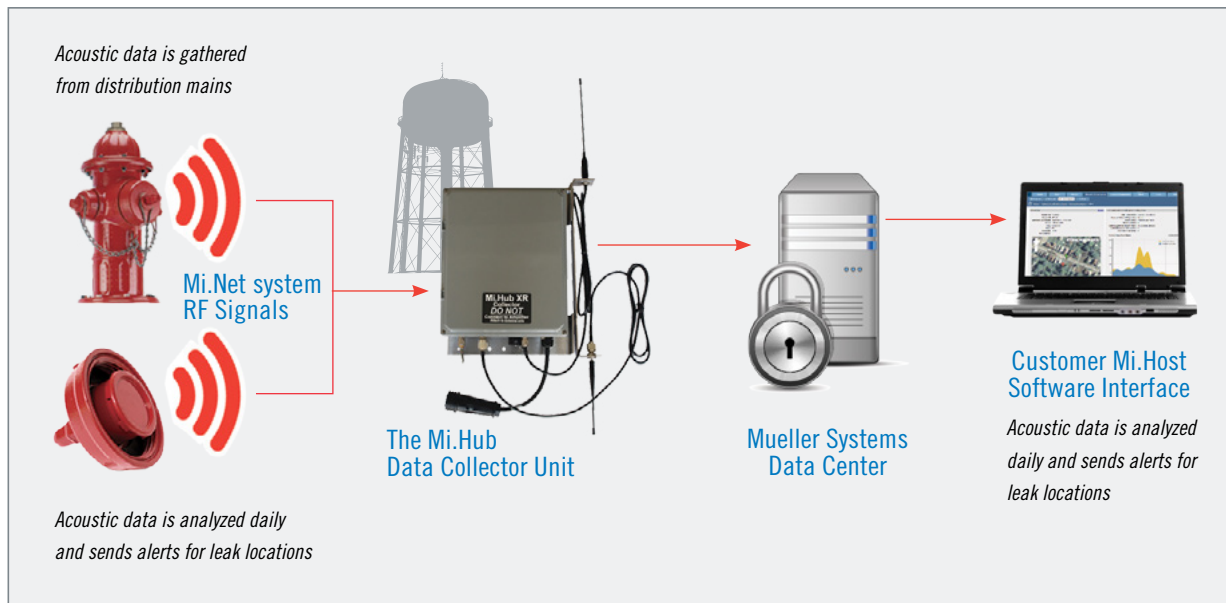 Acoustic data is gathered
from distribution mains
Mi.Net system
RF Signals
Acoustic data is analyzed daily
and sends alerts for leak locations
Mi.Hub XR
Collector
DO NOT
The Mi.Hub
Data Collector Unit
Mueller Systems
Data Center
Customer Mi.Host
Software Interface
Acoustic data is analyzed
daily and sends alerts for
leak locations